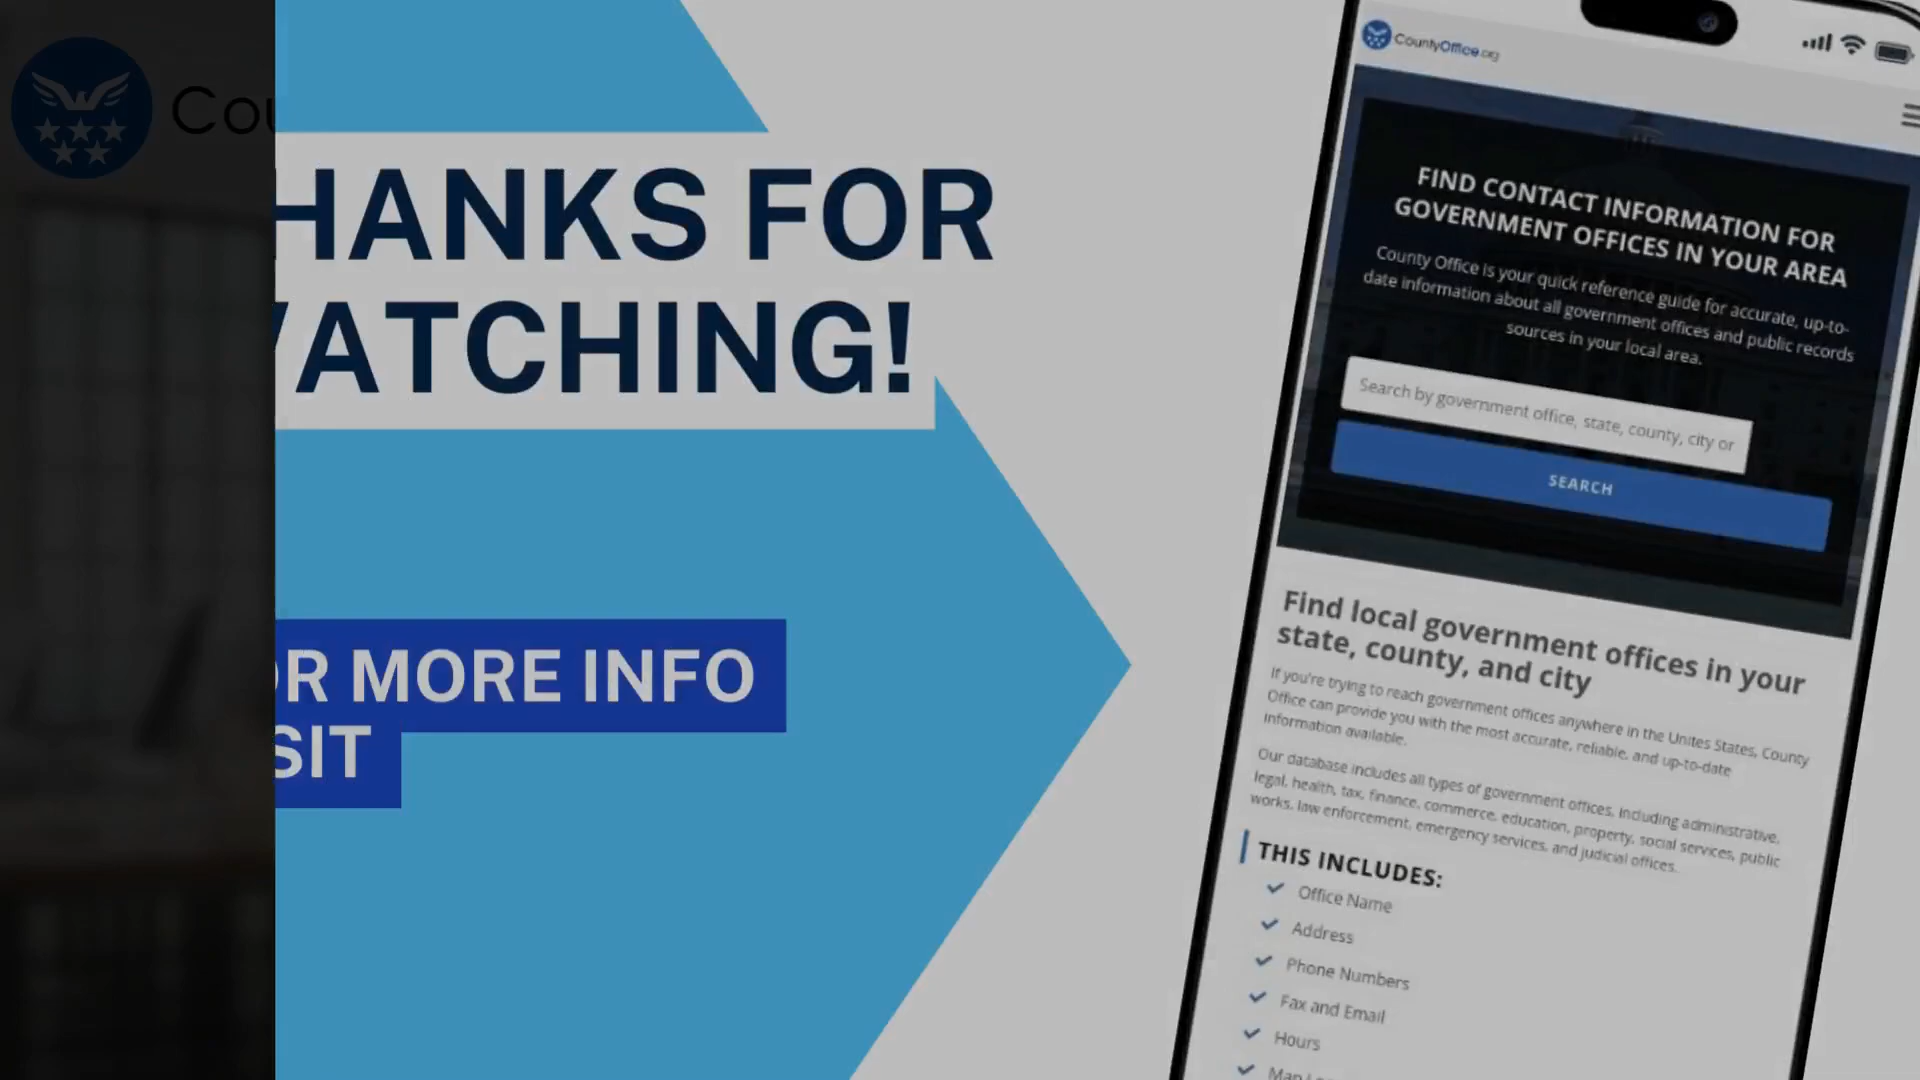 Cou
HANKS FOR
ATCHING!
OR MORE INFO
SIT
CountyOffice.org
FIND CONTACT INFORMATION FOR
GOVERNMENT OFFICES IN YOUR AREA
County Office is your quick reference guide for accurate, up-to-
date information about all government offices and public records
sources in your local area.
Search by government office, state, county, city or
SEARCH
Find local government offices in your
state, county, and city
If you're trying to reach government offices anywhere in the Unites States, County
Office can provide you with the most accurate, reliable, and up-to-date
information available.
Our database includes all types of government offices, including administrative,
legal, health, tax, finance, commerce, education, property, social services, public
works, law enforcement, emergency services, and judicial offices.
THIS INCLUDES:
Office Name
Address
Phone Numbers
Fax and Email
Hours
Map